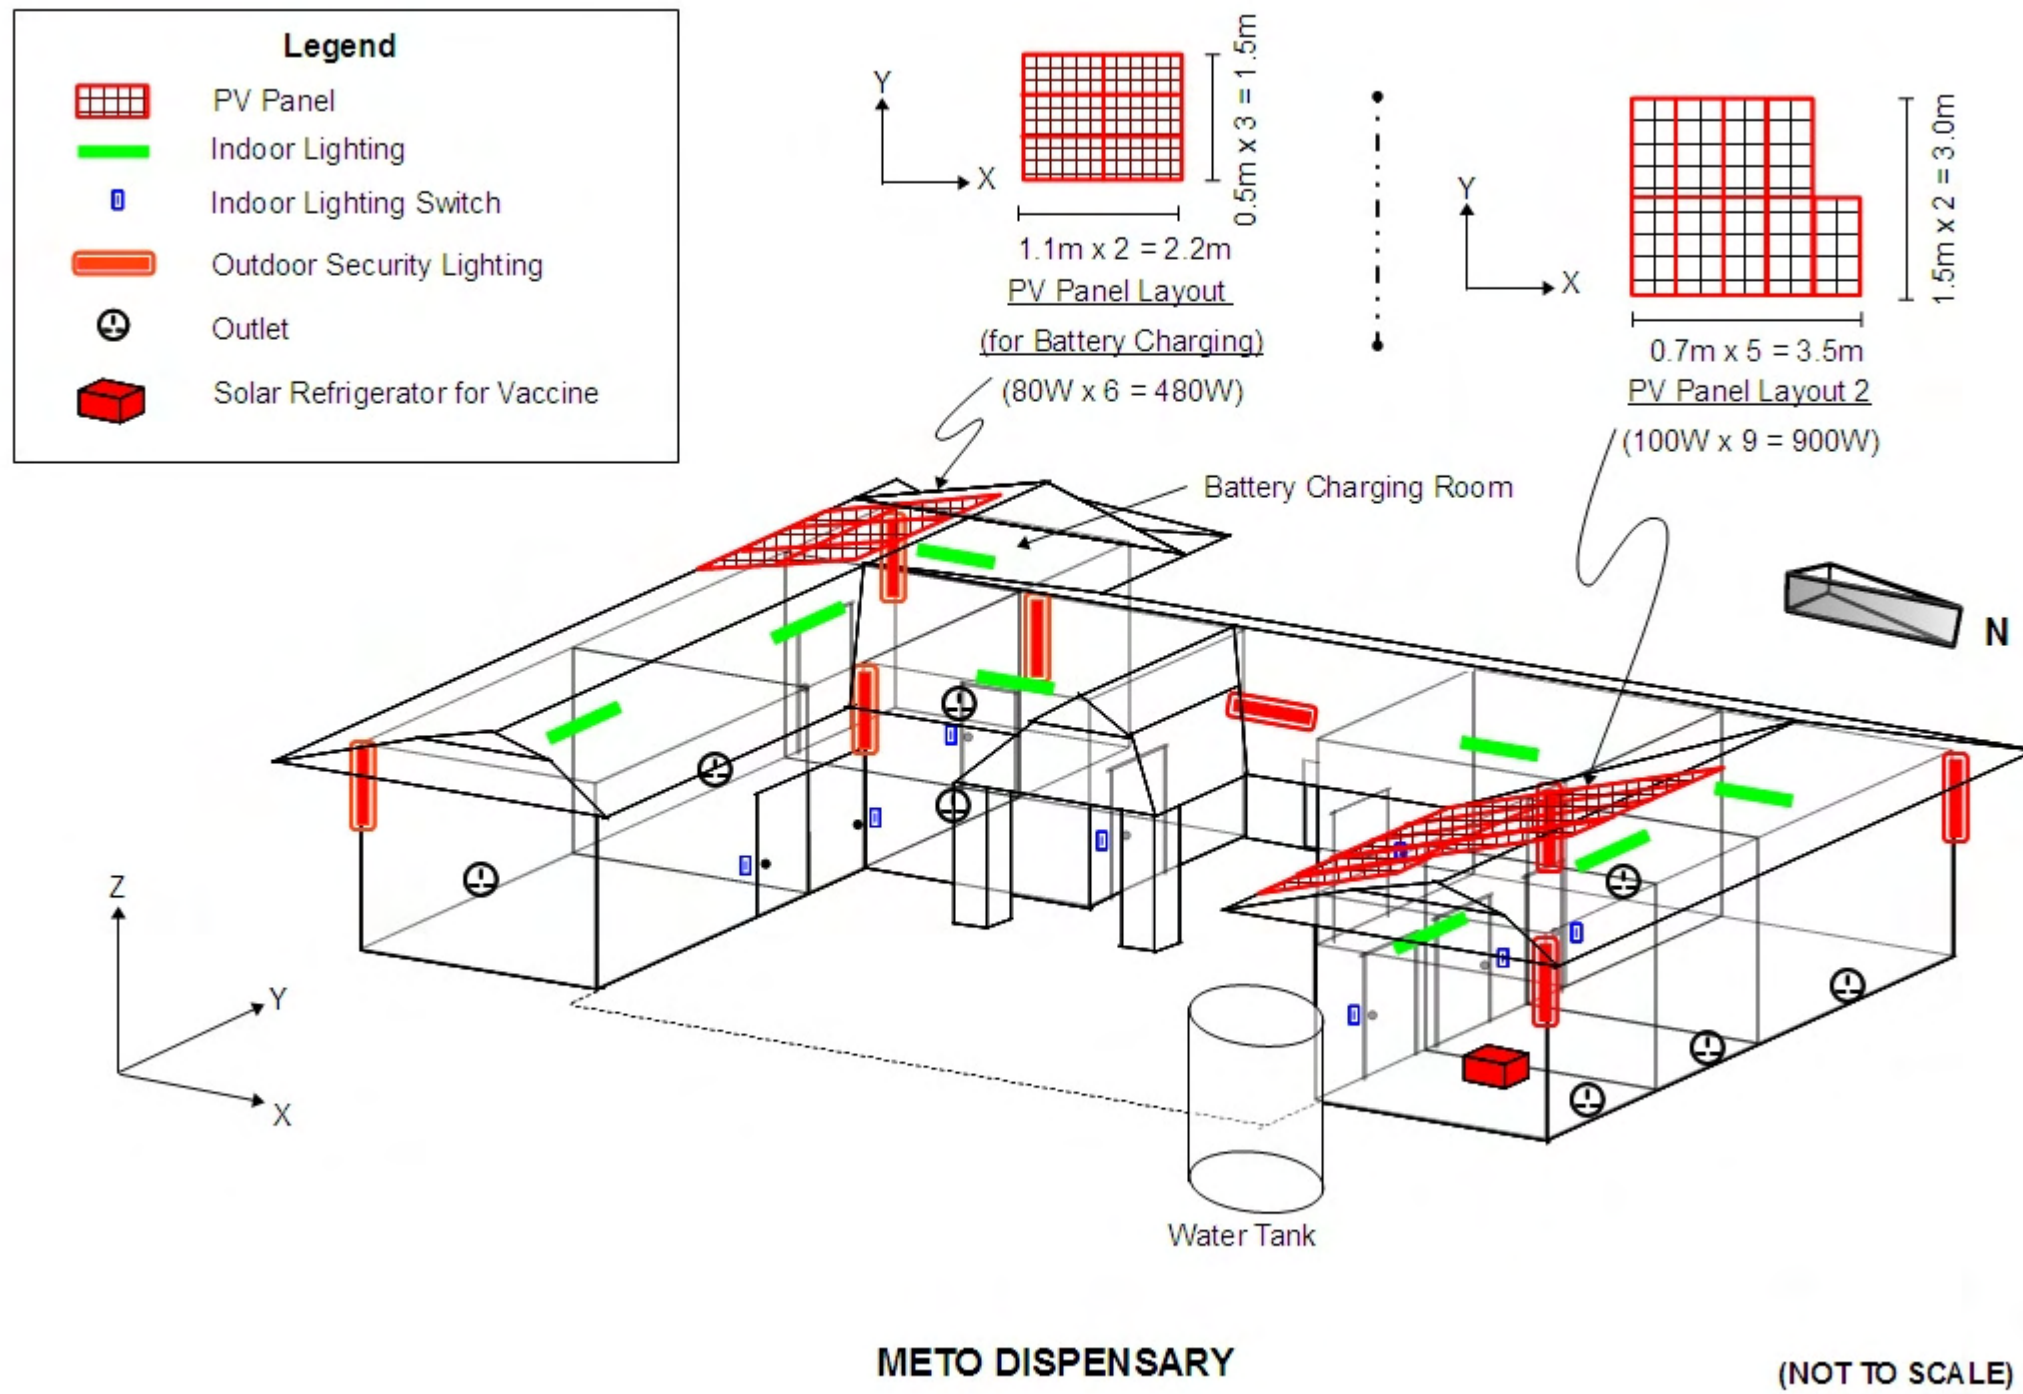 Legend
PV Panel
Indoor Lighting
Indoor Lighting Switch
Outdoor Security Lighting
Outlet
Solar Refrigerator for Vaccine
Y
X
0.5m x 3 = 1.5m
1.1m x 2 = 2.2m
PV Panel Layout
(for Battery Charging)
(80W x 6 = 480W)
Y
X
1.5m x 2 = 3.0m
0.7m x 5 = 3.5m
PV Panel Layout 2
(100W x 9 = 900W)
Battery Charging Room
N
Z
Y
X
Water Tank
METO DISPENSARY
(NOT TO SCALE)